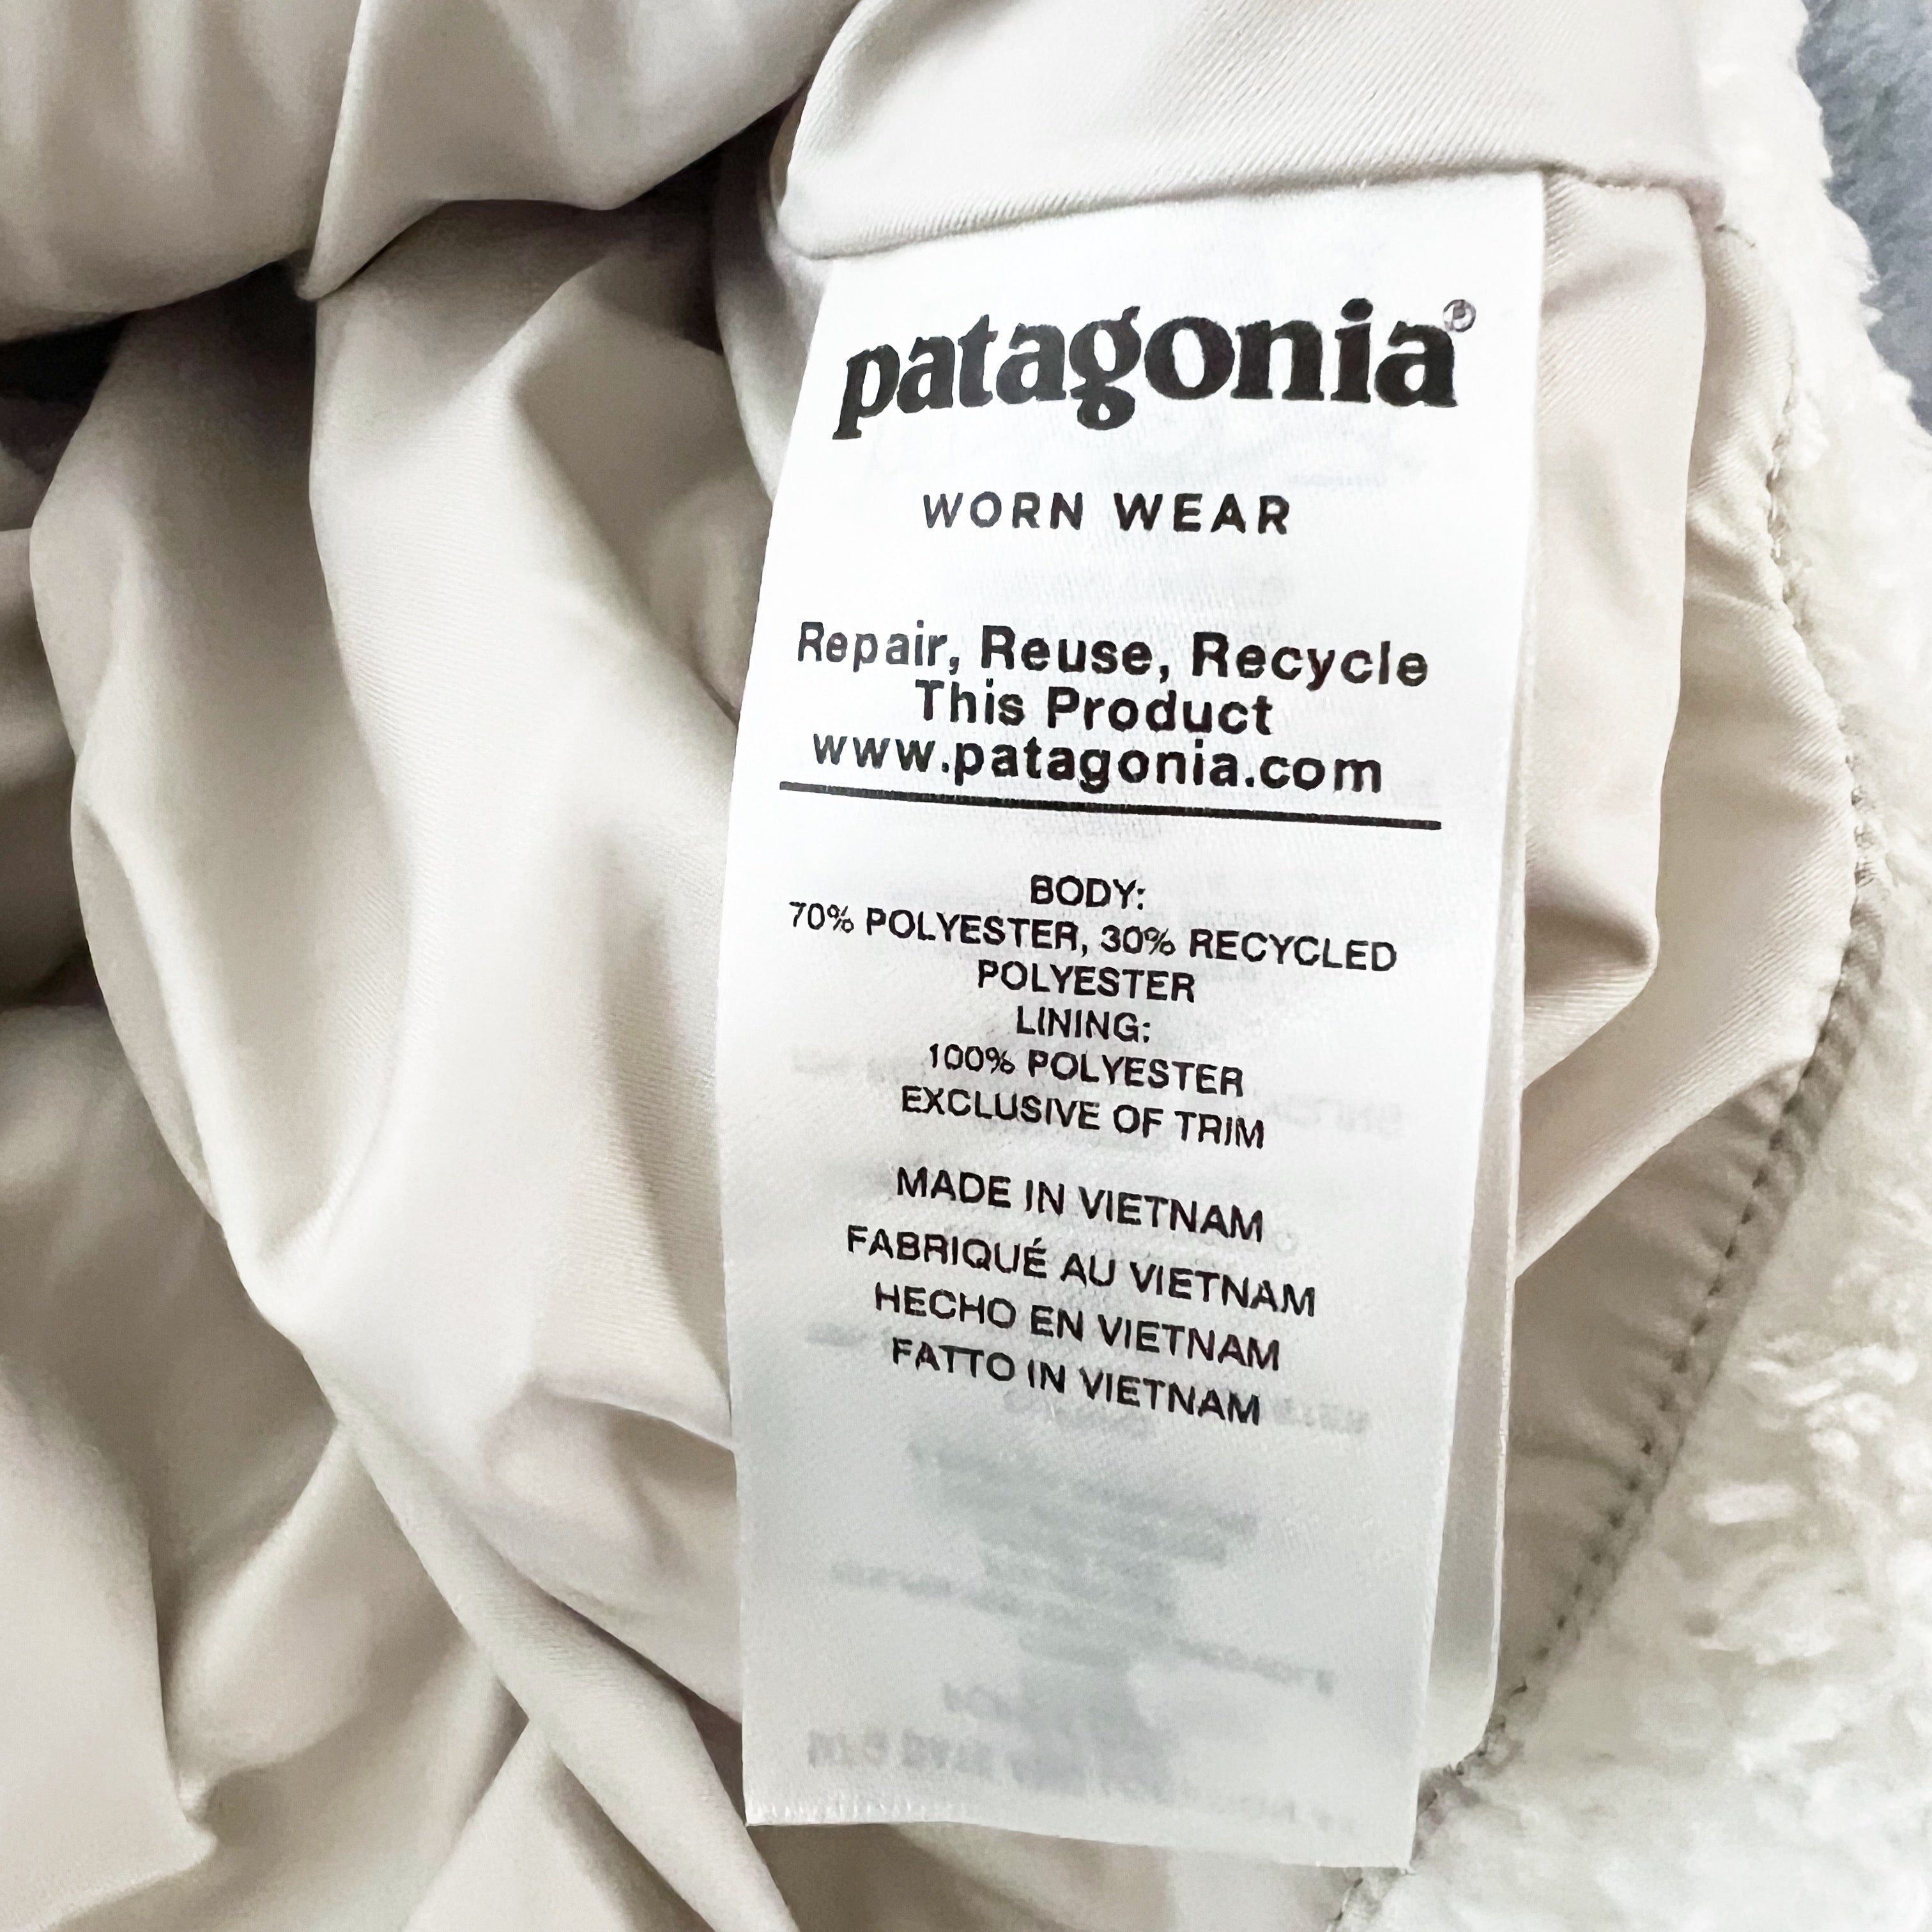 patagonia®
WORN WEAR
Repair, Reuse, Recycle
This Product
www.patagonia.com
BODY:
70% POLYESTER, 30% RECYCLED
POLYESTER
LINING:
100% POLYESTER
EXCLUSIVE OF TRIM
MADE IN VIETNAM
FABRIQUÉ AU VIETNAM
HECHO EN VIETNAM
FATTO IN VIETNAM